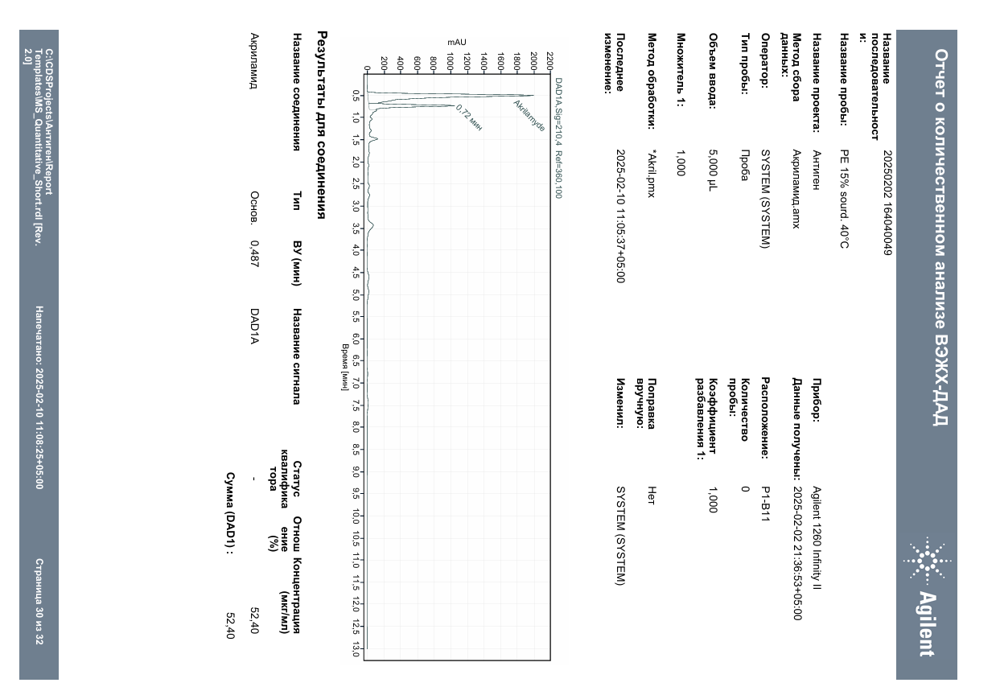 Отчет о количественном анализе ВЭЖХ-ДАД
Agilent
Название
последовательност
и:
20250202 164040049
Название пробы: PE 15% sourd. 40°C
Название проекта: Антиген
Прибор: Agilent 1260 Infinity II
Метод сбора
данных:
Акриламид.amx
Данные получены: 2025-02-02 21:36:53+05:00
Оператор: SYSTEM (SYSTEM)
Расположение: P1-B11
Тип пробы: Проба
Количество
пробы:
0
Объем ввода: 5,000 µL
Коэффициент
разбавления 1:
1,000
Множитель 1: 1,000
Метод обработки: *Akril.pmx
Поправка
вручную:
Нет
Последнее
изменение:
2025-02-10 11:05:37+05:00
Изменил: SYSTEM (SYSTEM)
DAD1A,Sig=210,4 Ref=360,100
mAU
2200
2000
1800
1600
1400
1200
1000
800
600
400
200
0
Akrilamyde
0,72 мин
0,5 1,0 1,5 2,0 2,5 3,0 3,5 4,0 4,5 5,0 5,5 6,0 6,5 7,0 7,5 8,0 8,5 9,0 9,5 10,0 10,5 11,0 11,5 12,0 12,5 13,0
Время [мин]
Результаты для соединения
Название соединения Тип ВУ (мин) Название сигнала
Статус
квалифика
тора
Отнош
ение
(%)
Концентрация
(мкг/мл)
Акриламид Основ. 0,487 DAD1A - 52,40
Сумма (DAD1) : 52,40
C:\CDSProjects\Антиген\Report
Templates\MS_Quantitative_Short.rdl [Rev.
2.0]
Напечатано: 2025-02-10 11:08:25+05:00
Страница 30 из 32